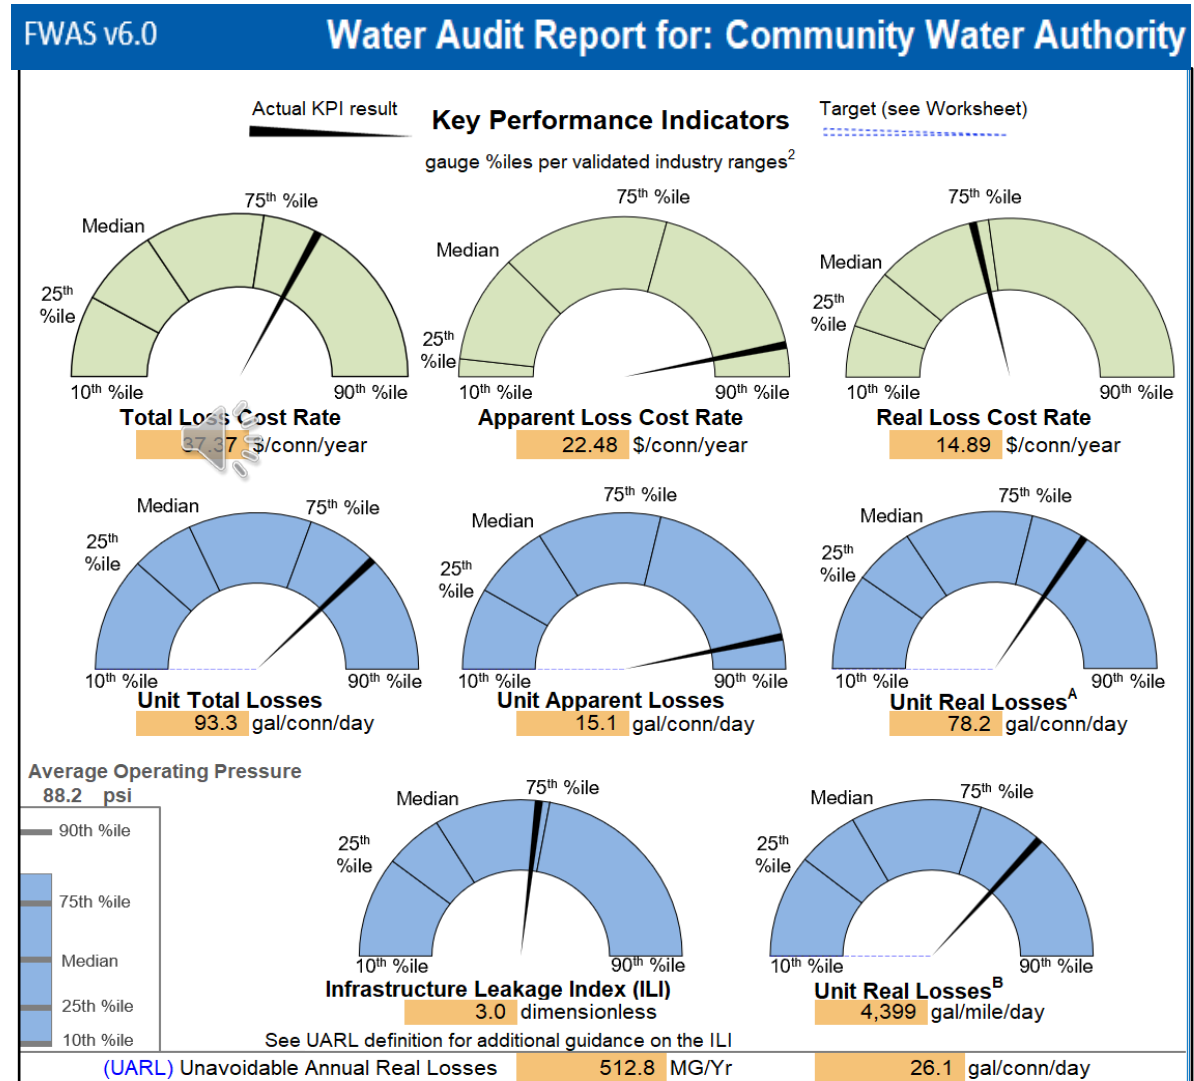 FWAS v6.0
Water Audit Report for: Community Water Authority
Actual KPI result
Key Performance Indicators
Target (see Worksheet)
gauge %iles per validated industry ranges2
75th %ile
Median
25th
%ile
10th %ile
90th %ile
Total Loss Cost Rate
37.37 $/conn/year
75th %ile
Median
25th
%ile
10th %ile
90th %ile
Apparent Loss Cost Rate
22.48 $/conn/year
75th %ile
Median
25th
%ile
10th %ile
90th %ile
Real Loss Cost Rate
14.89 $/conn/year
75th %ile
Median
25th
%ile
10th %ile
90th %ile
Unit Total Losses
93.3 gal/conn/day
75th %ile
Median
25th
%ile
10th %ile
90th %ile
Unit Apparent Losses
15.1 gal/conn/day
75th %ile
Median
25th
%ile
10th %ile
90th %ile
Unit Real LossesA
78.2 gal/conn/day
Average Operating Pressure
88.2 psi
90th %ile
75th %ile
Median
25th %ile
10th %ile
75th %ile
Median
25th
%ile
10th %ile
90th %ile
Infrastructure Leakage Index (ILI)
3.0 dimensionless
See UARL definition for additional guidance on the ILI
75th %ile
Median
25th
%ile
10th %ile
90th %ile
Unit Real LossesB
4,399 gal/mile/day
(UARL) Unavoidable Annual Real Losses 512.8 MG/Yr 26.1 gal/conn/day